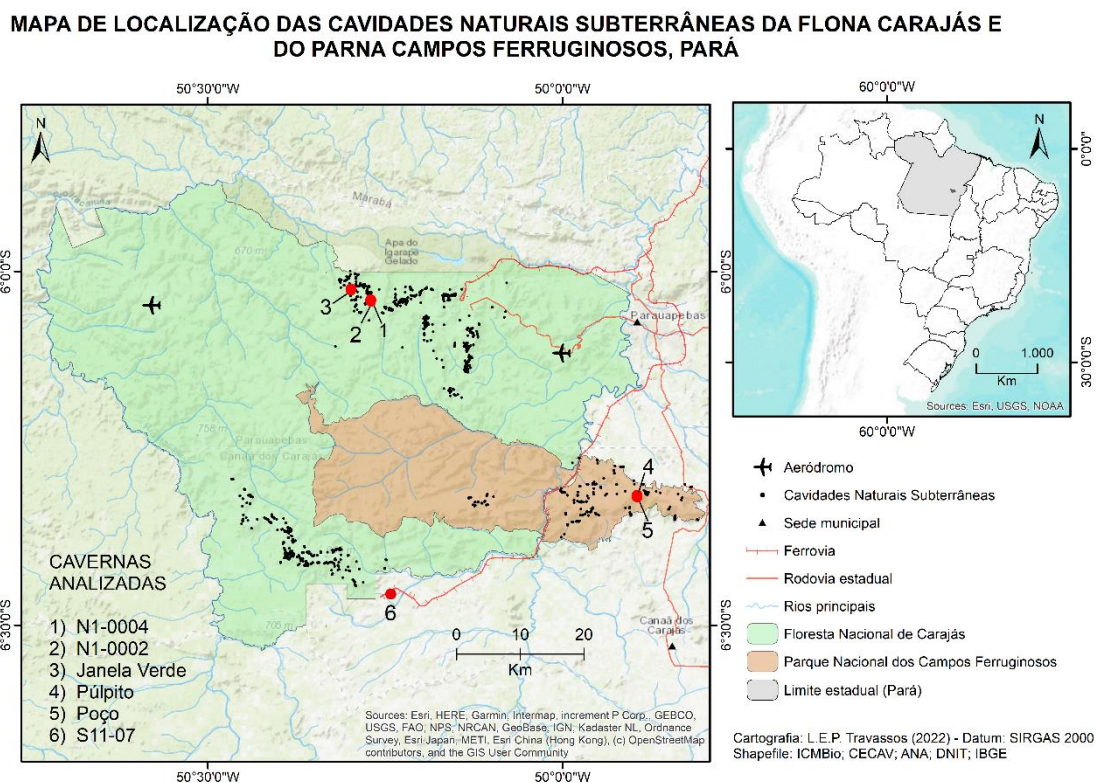 MAPA DE LOCALIZAÇÃO DAS CAVIDADES NATURAIS SUBTERRÂNEAS DA FLONA CARAJÁS E
DO PARNA CAMPOS FERRUGINOSOS, PARÁ
50°30'0"W
50°0'0"W
60°0'0"W
N
N
0°0'0"
Marabá
670 m
Apa do
Igarapé
Gelado
6°0'0"S
6°0'0"S
3
2
1
Parauapebas
0
1.000
Km
30°0'0"S
Sources: Esri, USGS, NOAA
60°0'0"W
758 m
Parauapebas
Canaã dos Carajás
4
5
6
Aeródromo
Cavidades Naturais Subterrâneas
Sede municipal
Ferrovia
Rodovia estadual
Rios principais
Floresta Nacional de Carajás
Parque Nacional dos Campos Ferruginosos
Limite estadual (Pará)
CAVERNAS
ANALIZADAS
1) N1-0004
2) N1-0002
3) Janela Verde
4) Púlpito
5) Poço
6) S11-07
705 m
0
10
20
Km
Canaã dos
Carajás
6°30'0"S
6°30'0"S
Sources: Esri, HERE, Garmin, Intermap, increment P Corp., GEBCO,
USGS, FAO, NPS, NRCAN, GeoBase, IGN, Kadaster NL, Ordnance
Survey, Esri Japan, METI, Esri China (Hong Kong), (c) OpenStreetMap
contributors, and the GIS User Community
50°30'0"W
50°0'0"W
Cartografia: L.E.P. Travassos (2022) - Datum: SIRGAS 2000
Shapefile: ICMBio; CECAV; ANA; DNIT; IBGE